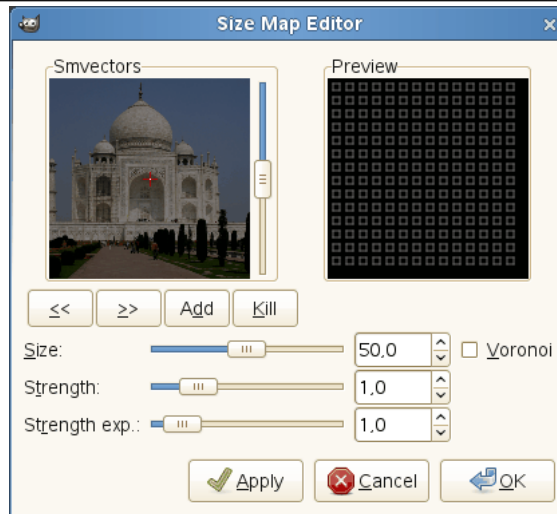 Size Map Editor
Smvectors
Preview
<<
>>
Add
Kill
Size:
50,0
Voronoi
Strength:
1,0
Strength exp.:
1,0
Apply
Cancel
OK